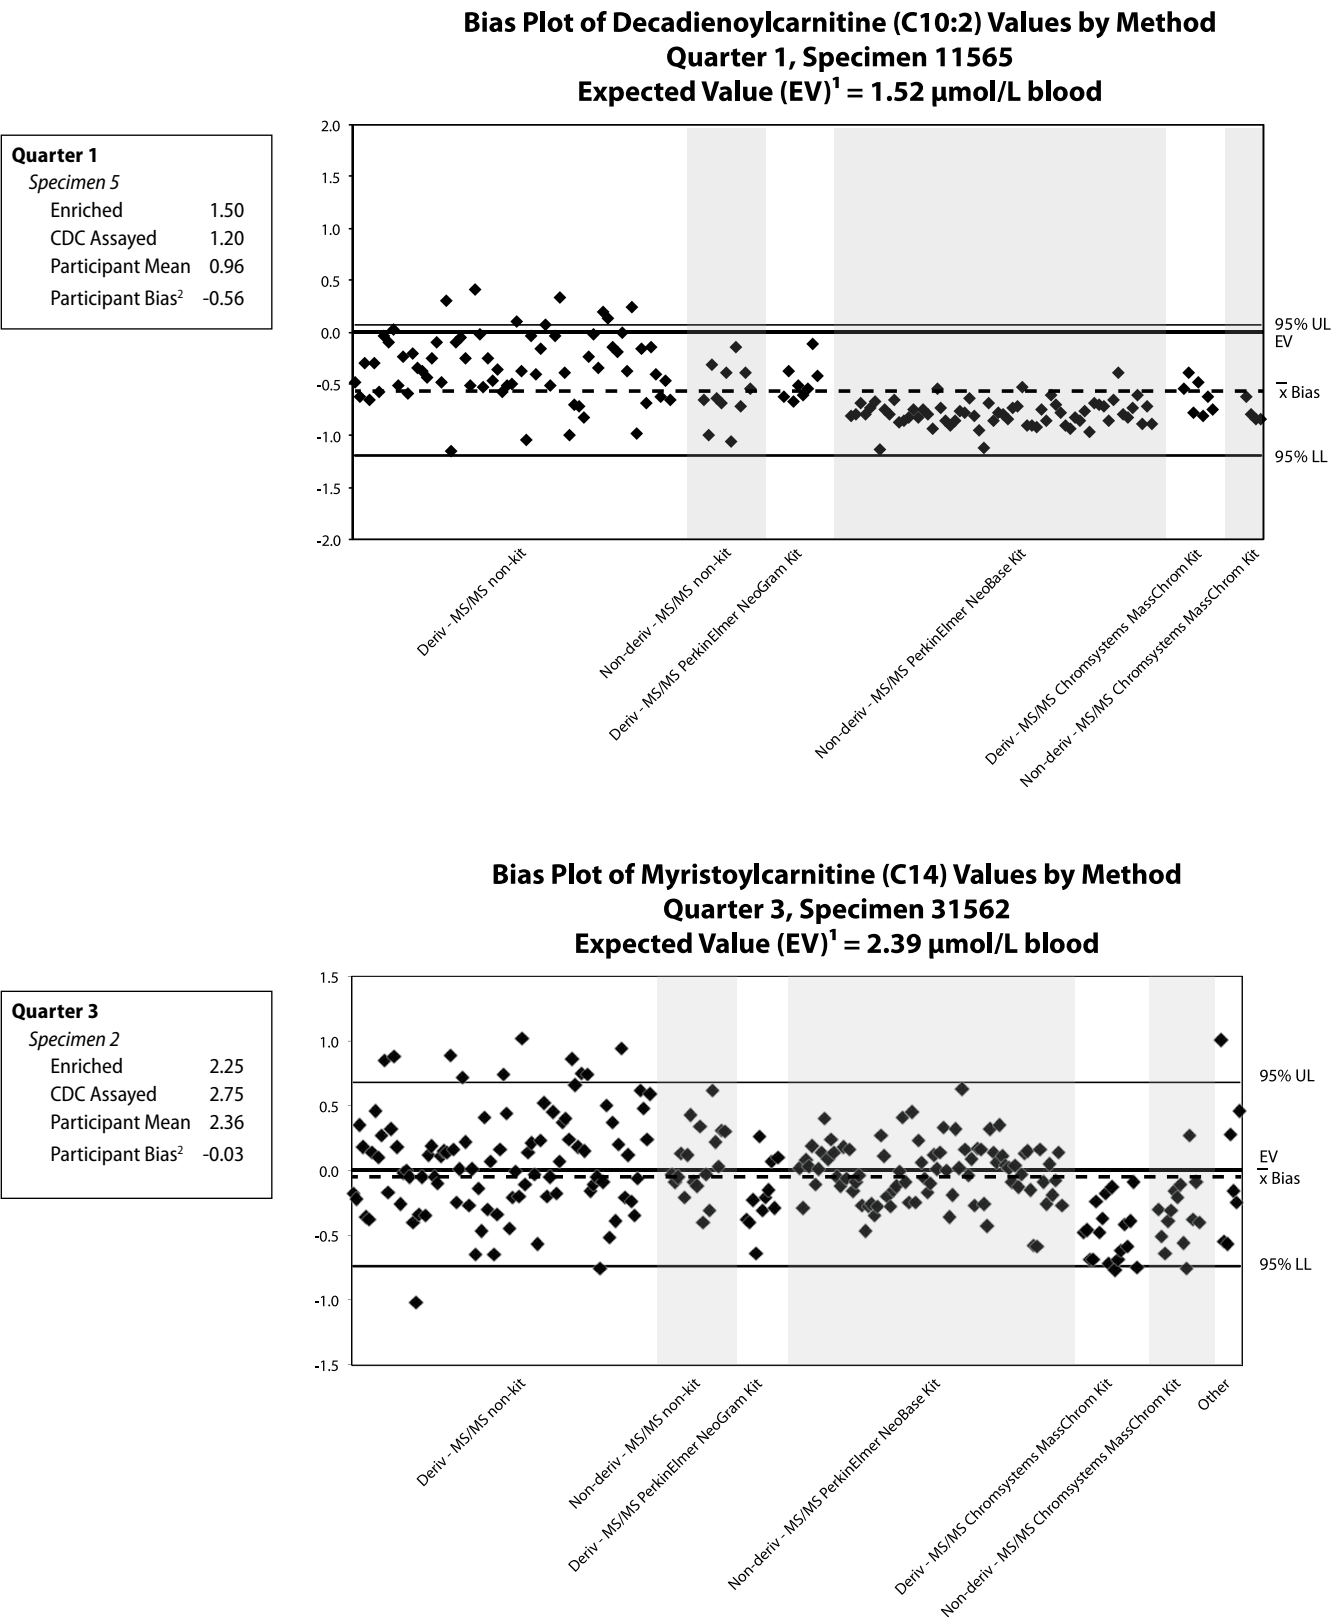 Bias Plot of Decadienoylcarnitine (C10:2) Values by Method
Quarter 1, Specimen 11565
Expected Value (EV)¹ = 1.52 µmol/L blood
Quarter 1
Specimen 5
Enriched 1.50
CDC Assayed 1.20
Participant Mean 0.96
Participant Bias² -0.56
2.0
1.5
1.0
0.5
0.0
-0.5
-1.0
-1.5
-2.0
95% UL
EV
x̅ Bias
95% LL
Deriv - MS/MS non-kit
Non-deriv - MS/MS non-kit
Deriv - MS/MS PerkinElmer NeoGram Kit
Non-deriv - MS/MS PerkinElmer NeoBase Kit
Deriv - MS/MS Chromsystems MassChrom Kit
Non-deriv - MS/MS Chromsystems MassChrom Kit
Bias Plot of Myristoylcarnitine (C14) Values by Method
Quarter 3, Specimen 31562
Expected Value (EV)¹ = 2.39 µmol/L blood
Quarter 3
Specimen 2
Enriched 2.25
CDC Assayed 2.75
Participant Mean 2.36
Participant Bias² -0.03
1.5
1.0
0.5
0.0
-0.5
-1.0
-1.5
95% UL
EV
x̅ Bias
95% LL
Deriv - MS/MS non-kit
Non-deriv - MS/MS non-kit
Deriv - MS/MS PerkinElmer NeoGram Kit
Non-deriv - MS/MS PerkinElmer NeoBase Kit
Deriv - MS/MS Chromsystems MassChrom Kit
Non-deriv - MS/MS Chromsystems MassChrom Kit
Other